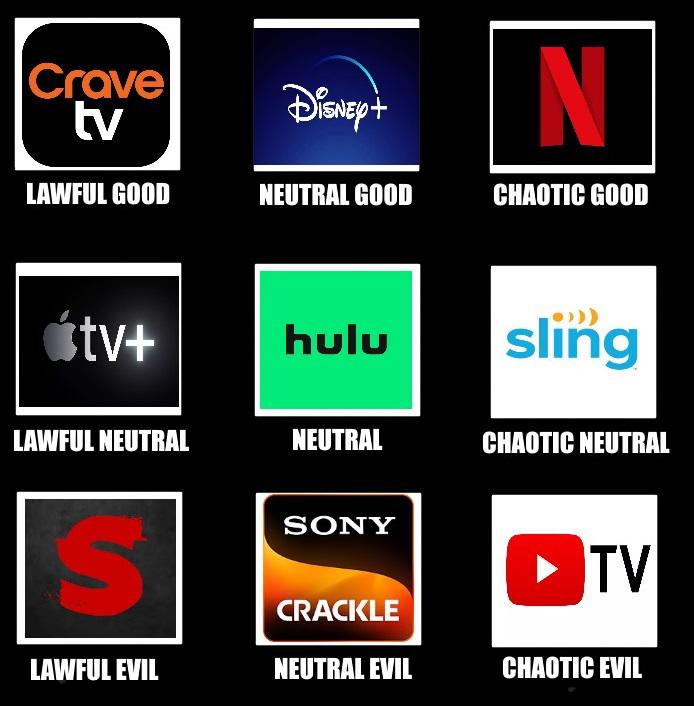 Crave
tv
LAWFUL GOOD
Disney+
NEUTRAL GOOD
N
CHAOTIC GOOD
tv+
LAWFUL NEUTRAL
hulu
NEUTRAL
sling
CHAOTIC NEUTRAL
S
LAWFUL EVIL
SONY
CRACKLE
NEUTRAL EVIL
TV
CHAOTIC EVIL